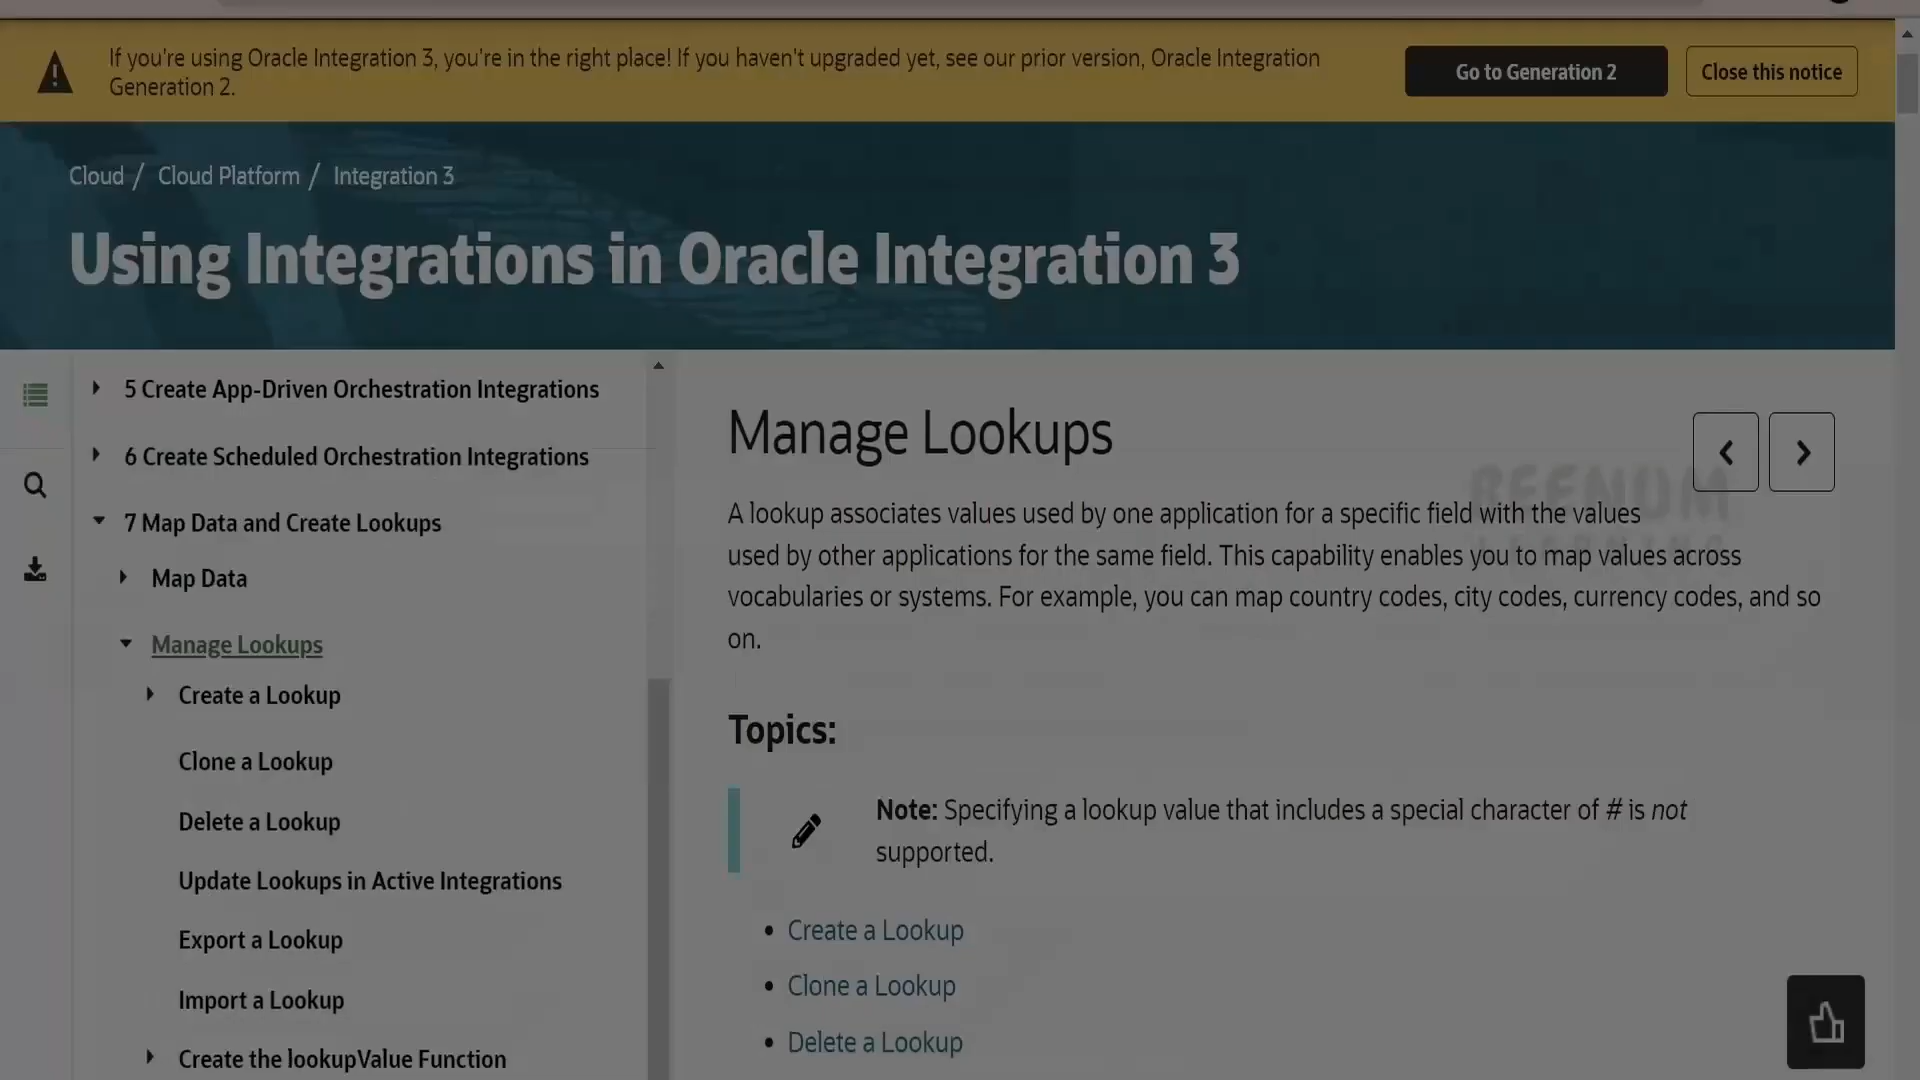 If you're using Oracle Integration 3, you're in the right place! If you haven't upgraded yet, see our prior version, Oracle Integration
Generation 2.
Go to Generation 2
Close this notice
Cloud / Cloud Platform / Integration 3
Using Integrations in Oracle Integration 3
5 Create App-Driven Orchestration Integrations
6 Create Scheduled Orchestration Integrations
7 Map Data and Create Lookups
Map Data
Manage Lookups
Create a Lookup
Clone a Lookup
Delete a Lookup
Update Lookups in Active Integrations
Export a Lookup
Import a Lookup
Create the lookupValue Function
Manage Lookups
A lookup associates values used by one application for a specific field with the values
used by other applications for the same field. This capability enables you to map values across
vocabularies or systems. For example, you can map country codes, city codes, currency codes, and so
on.
Topics:
Note: Specifying a lookup value that includes a special character of # is not
supported.
• Create a Lookup
• Clone a Lookup
• Delete a Lookup